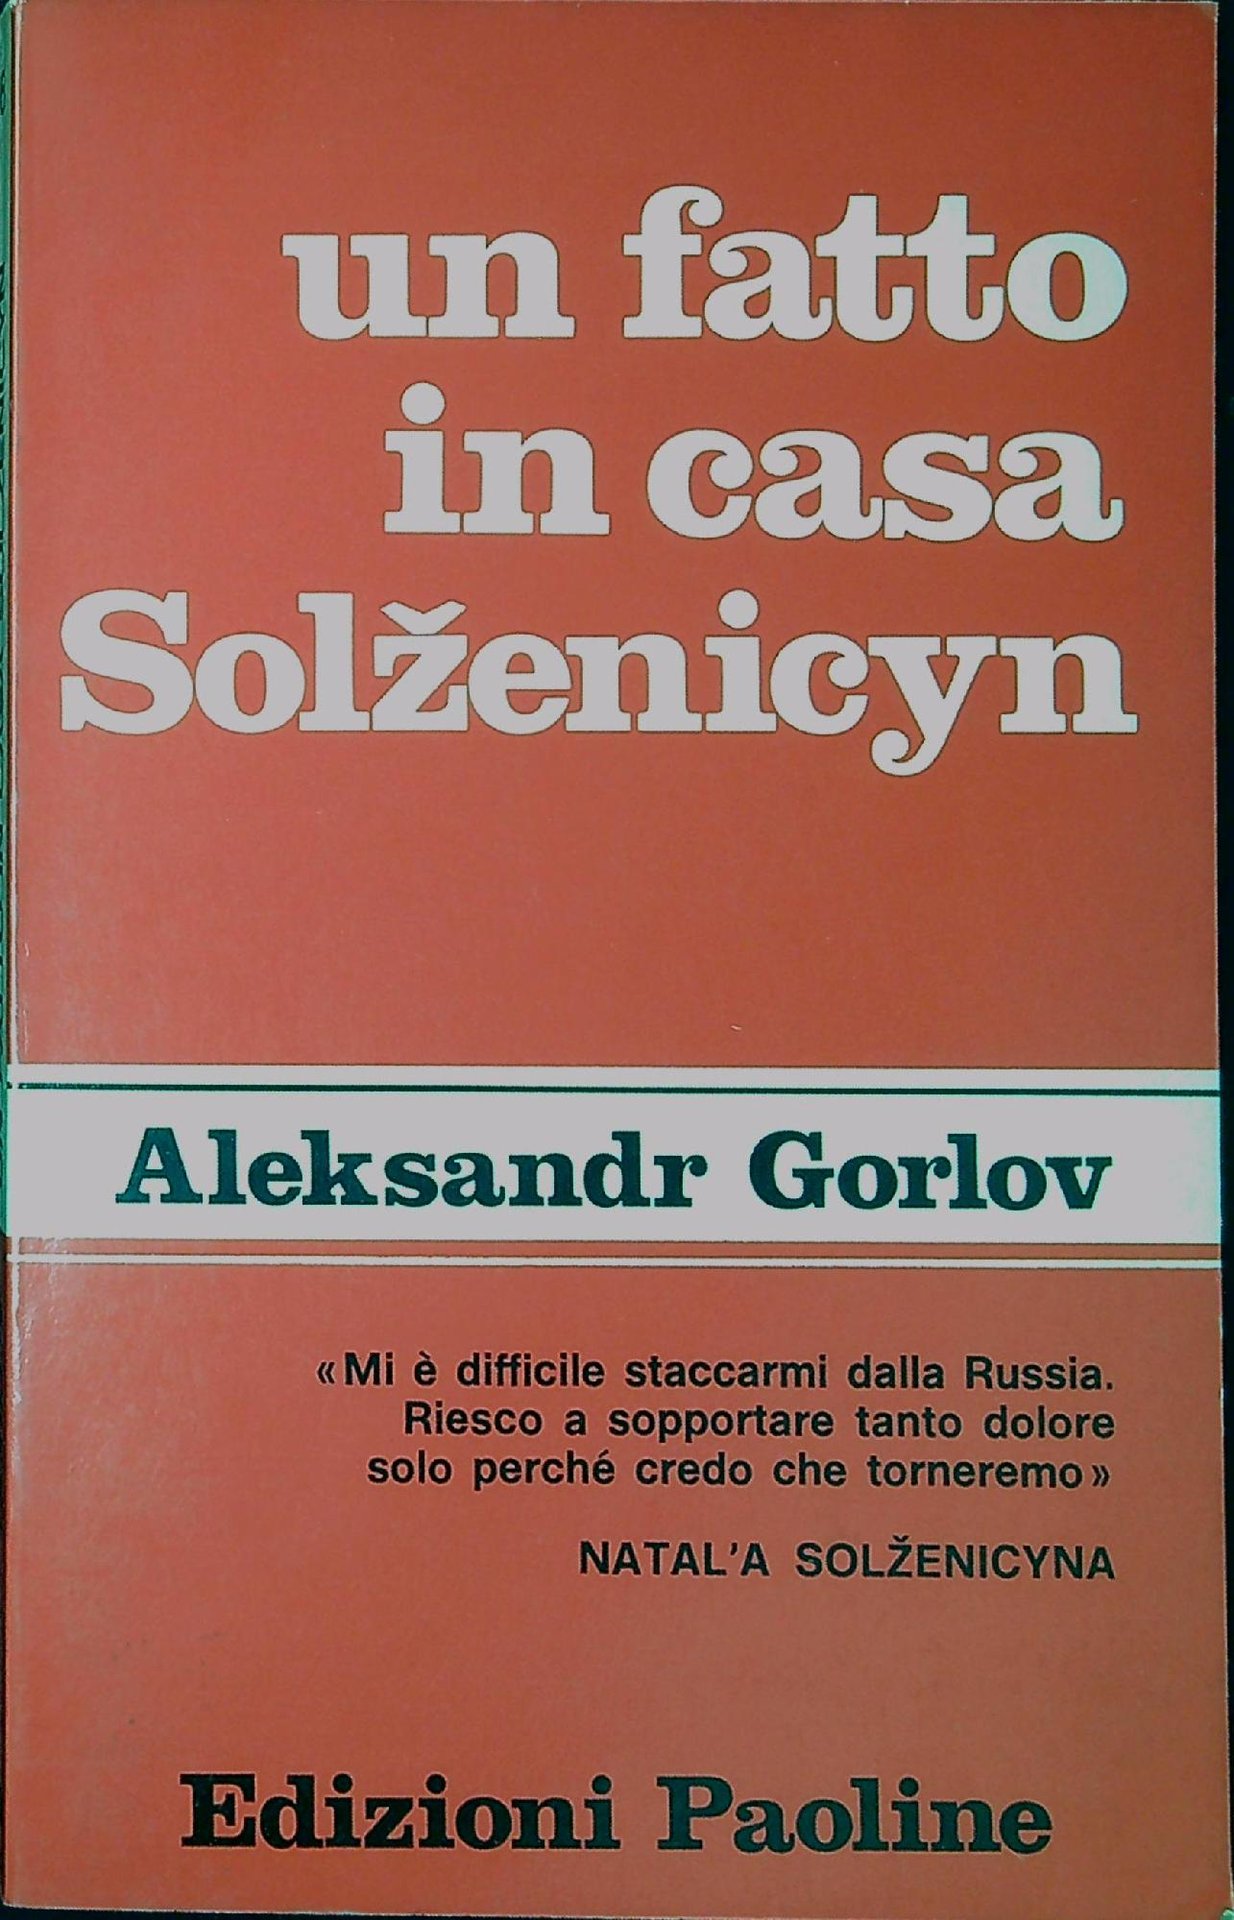 un fatto
in casa
Solženicyn
Aleksandr Gorlov
«Mi è difficile staccarmi dalla Russia.
Riesco a sopportare tanto dolore
solo perché credo che torneremo»
NATAL'A SOLŽENICYNA
Edizioni Paoline